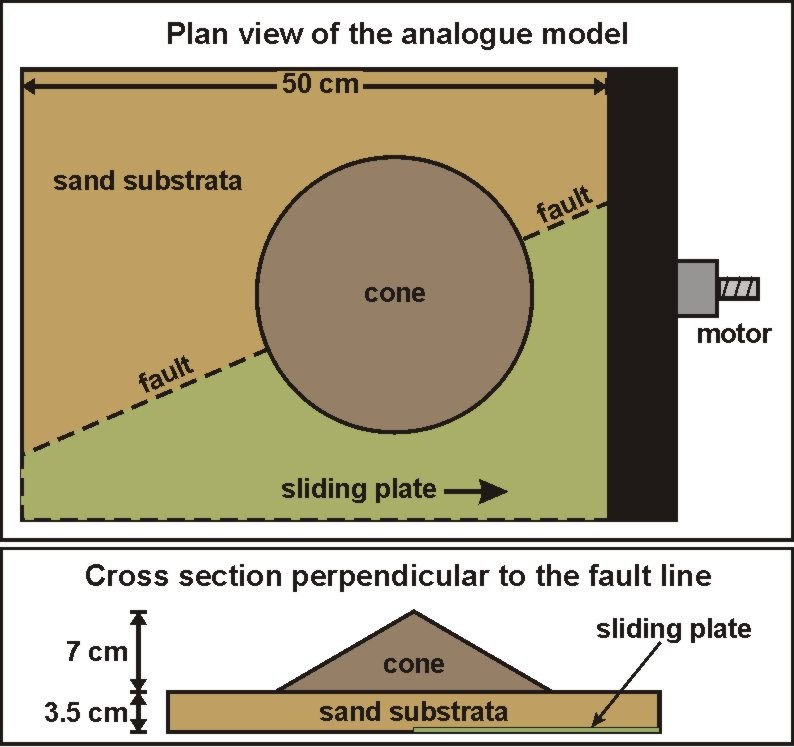 Plan view of the analogue model
50 cm
sand substrata
fault
cone
motor
fault
sliding plate
Cross section perpendicular to the fault line
sliding plate
7 cm
cone
3.5 cm
sand substrata